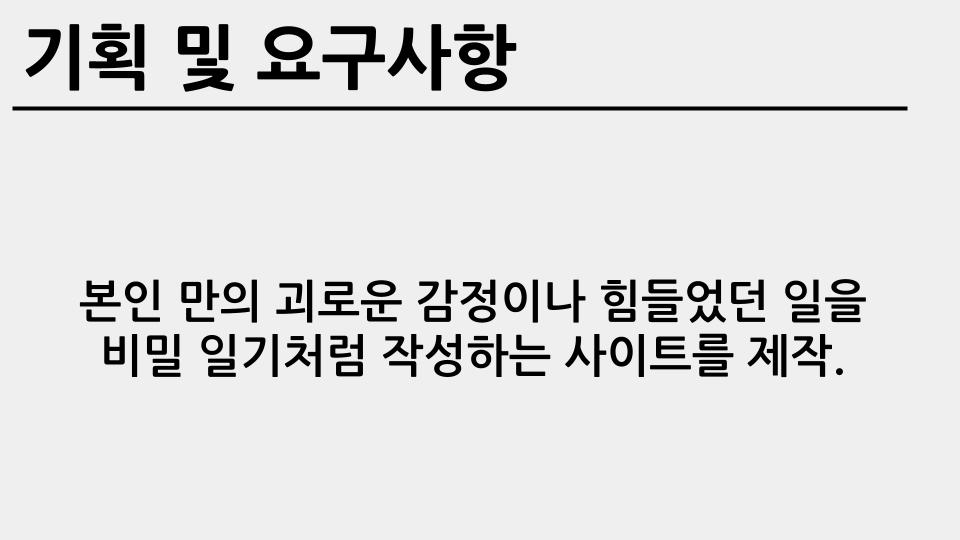 기획 및 요구사항
본인 만의 괴로운 감정이나 힘들었던 일을
비밀 일기처럼 작성하는 사이트를 제작.